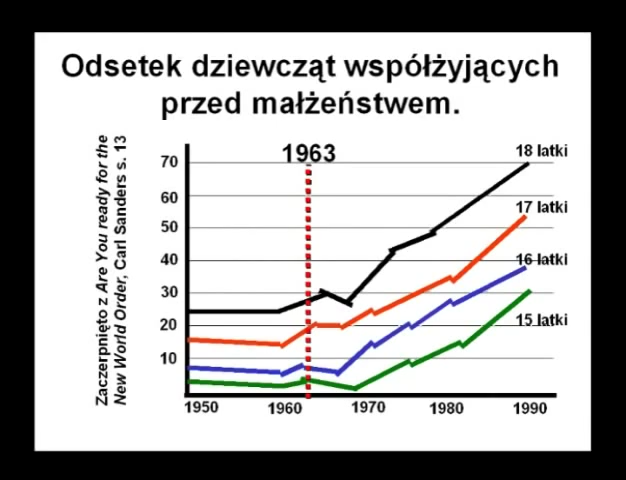 Odsetek dziewcząt współżyjących
przed małżeństwem.
Zaczerpnięto z Are You ready for the
New World Order, Carl Sanders s. 13
1963
70
60
50
40
30
20
10
18 latki
17 latki
16 latki
15 latki
1950 1960 1970 1980 1990